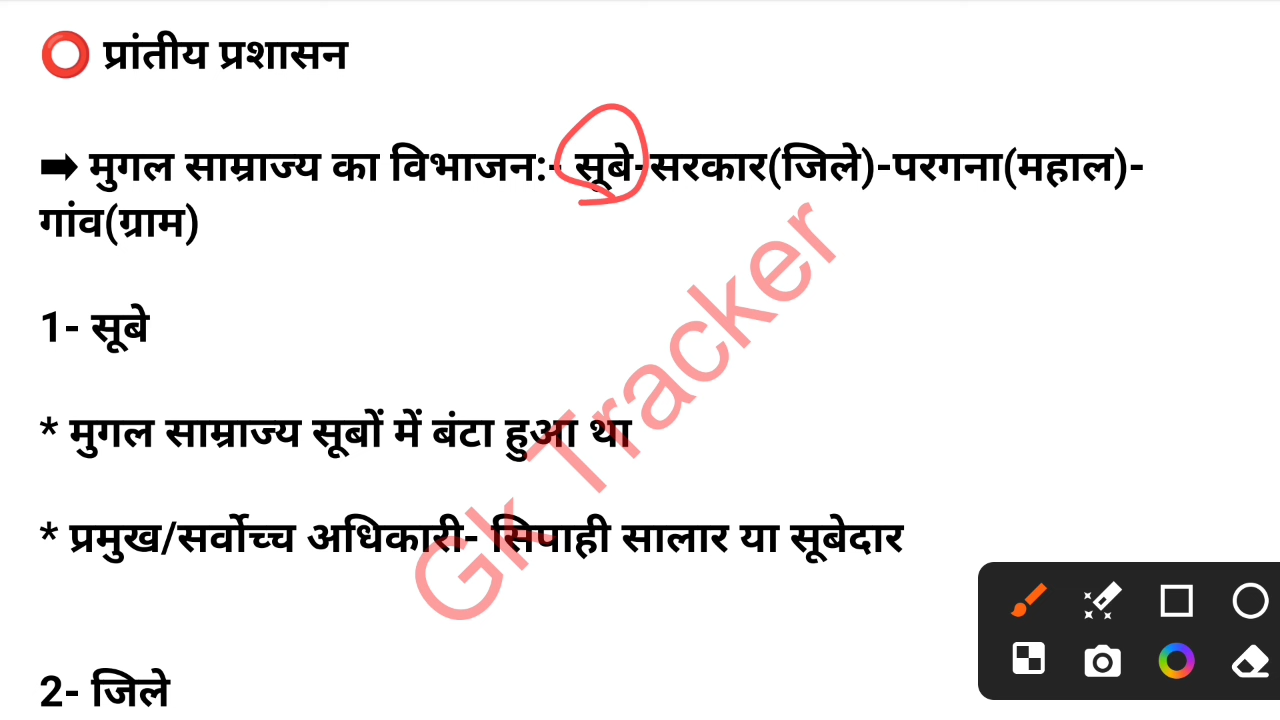 ⭕ प्रांतीय प्रशासन
➡ मुगल साम्राज्य का विभाजन:- सूबे-सरकार(जिले)-परगना(महाल)-
गांव(ग्राम)
1- सूबे
* मुगल साम्राज्य सूबों में बंटा हुआ था
* प्रमुख/सर्वोच्च अधिकारी- सिपाही सालार या सूबेदार
2- जिले
Gk Tracker